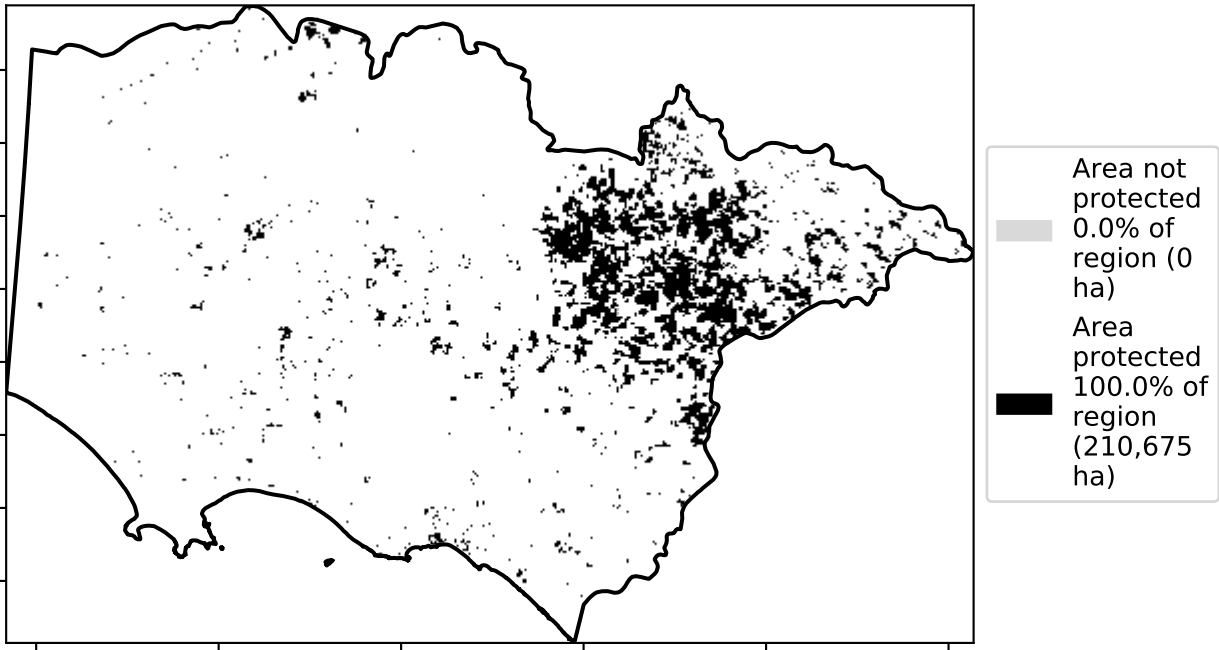 Area not
protected
0.0% of
region (0
ha)
Area
protected
100.0% of
region
(210,675
ha)